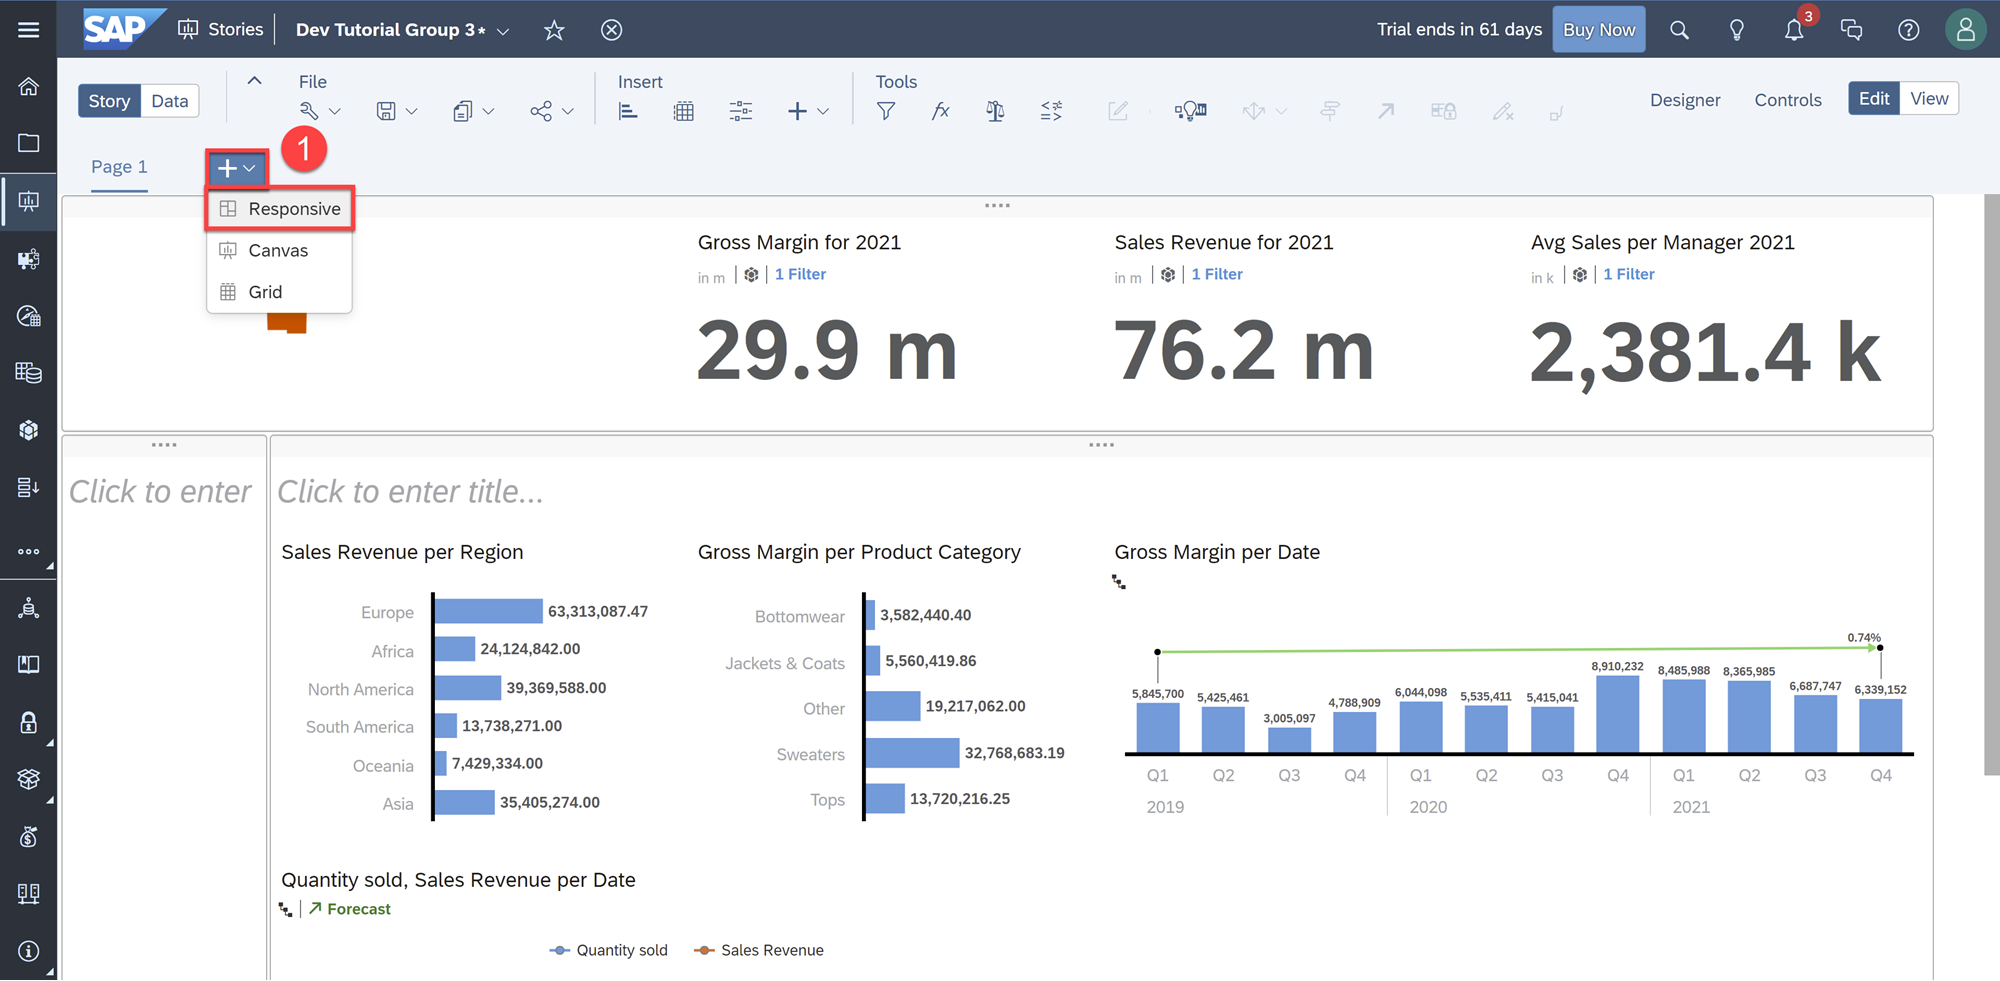 SAP Stories Dev Tutorial Group 3* Trial ends in 61 days Buy Now 3
Story Data File Insert Tools Designer Controls Edit View
1
Page 1
Responsive
Canvas
Grid
Gross Margin for 2021
in m 1 Filter
29.9 m
Sales Revenue for 2021
in m 1 Filter
76.2 m
Avg Sales per Manager 2021
in k 1 Filter
2,381.4 k
Click to enter
Click to enter title...
Sales Revenue per Region
Europe 63,313,087.47
Africa 24,124,842.00
North America 39,369,588.00
South America 13,738,271.00
Oceania 7,429,334.00
Asia 35,405,274.00
Gross Margin per Product Category
Bottomwear 3,582,440.40
Jackets & Coats 5,560,419.86
Other 19,217,062.00
Sweaters 32,768,683.19
Tops 13,720,216.25
Gross Margin per Date
0.74%
5,845,700 5,425,461 3,005,097 4,788,909 6,044,098 5,535,411 5,415,041 8,910,232 8,485,988 8,365,985 6,687,747 6,339,152
Q1 Q2 Q3 Q4 Q1 Q2 Q3 Q4 Q1 Q2 Q3 Q4
2019 2020 2021
Quantity sold, Sales Revenue per Date
Forecast
Quantity sold Sales Revenue